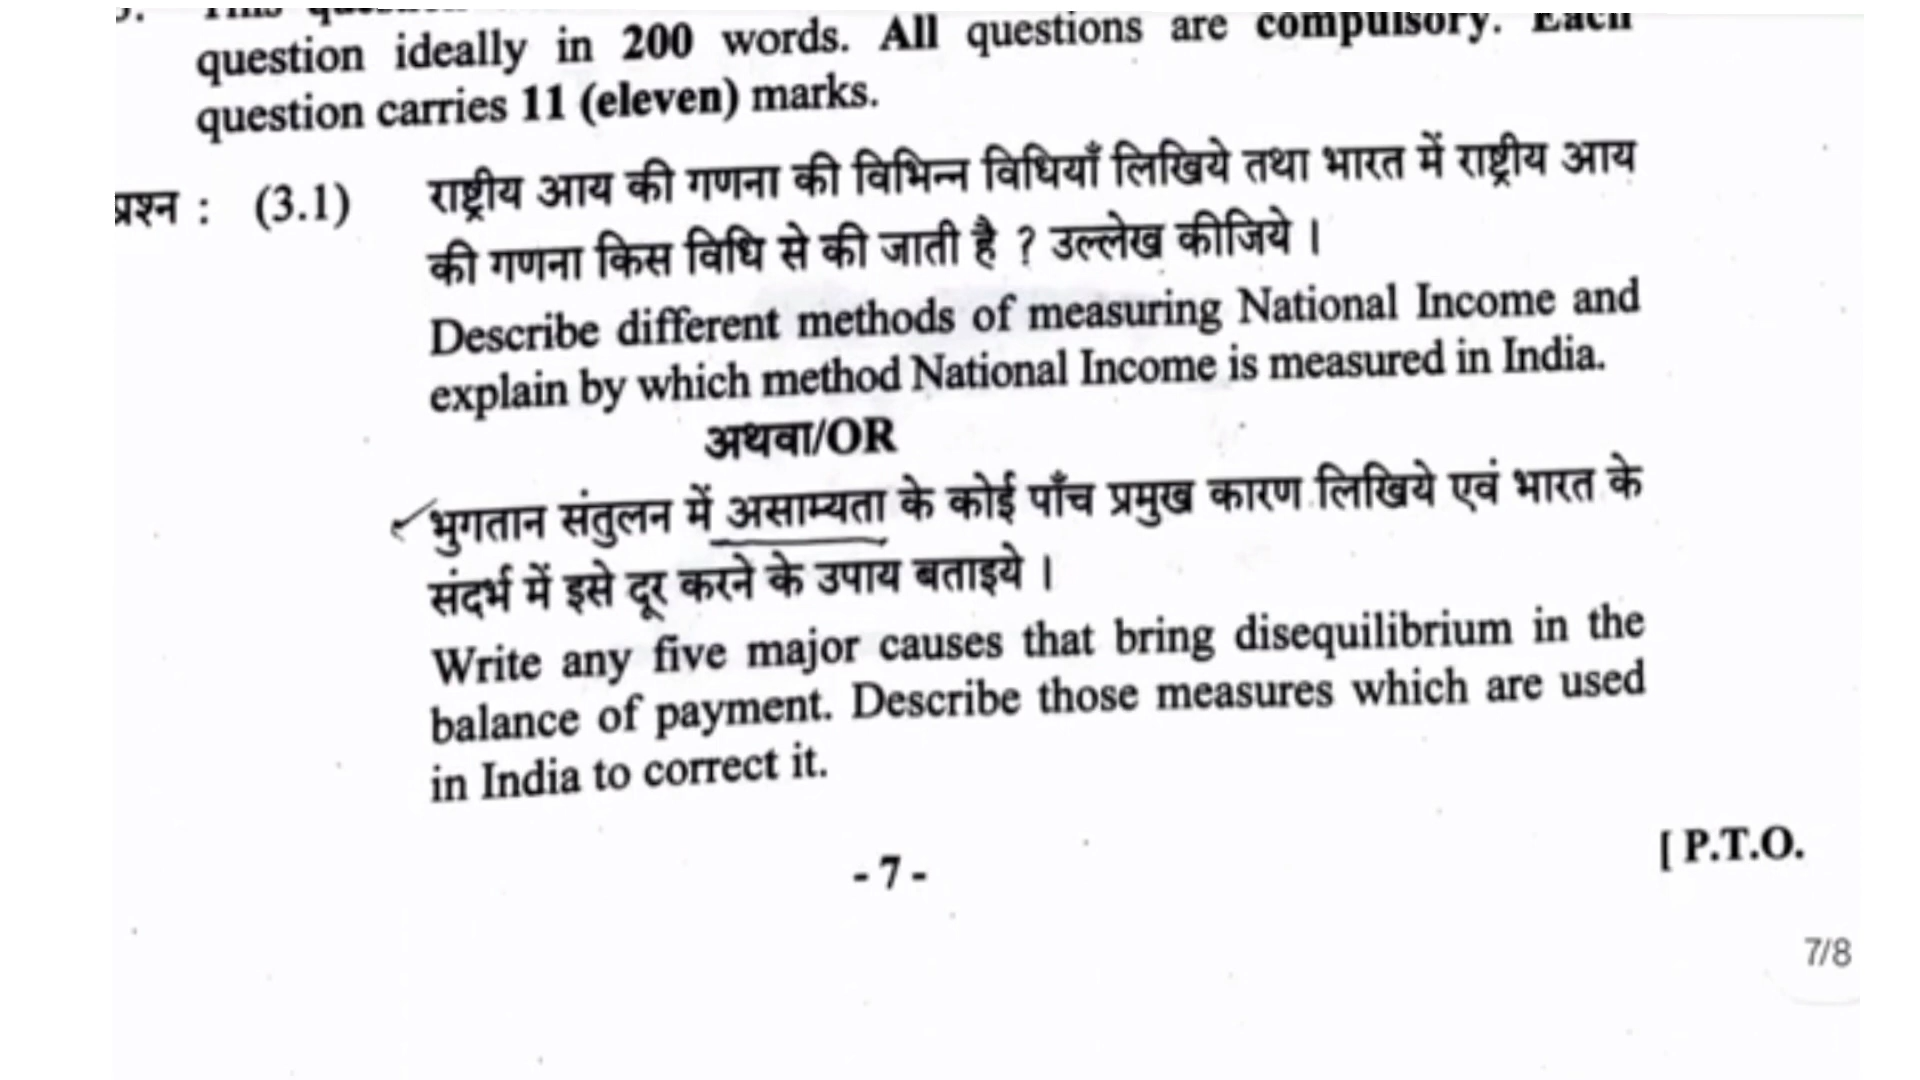 question ideally in 200 words. All questions are compulsory. Each
question carries 11 (eleven) marks.
प्रश्न : (3.1) राष्ट्रीय आय की गणना की विभिन्न विधियाँ लिखिये तथा भारत में राष्ट्रीय आय
की गणना किस विधि से की जाती है ? उल्लेख कीजिये ।
Describe different methods of measuring National Income and
explain by which method National Income is measured in India.
अथवा/OR
भुगतान संतुलन में असाम्यता के कोई पाँच प्रमुख कारण लिखिये एवं भारत के
संदर्भ में इसे दूर करने के उपाय बताइये ।
Write any five major causes that bring disequilibrium in the
balance of payment. Describe those measures which are used
in India to correct it.
- 7 -
[ P.T.O.
7/8